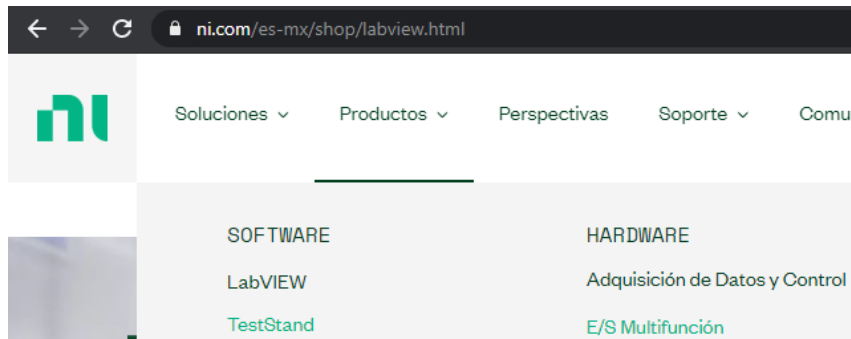 ni.com/es-mx/shop/labview.html
ni
Soluciones Productos Perspectivas Soporte Comu
SOFTWARE HARDWARE
LabVIEW Adquisición de Datos y Control
TestStand E/S Multifunción